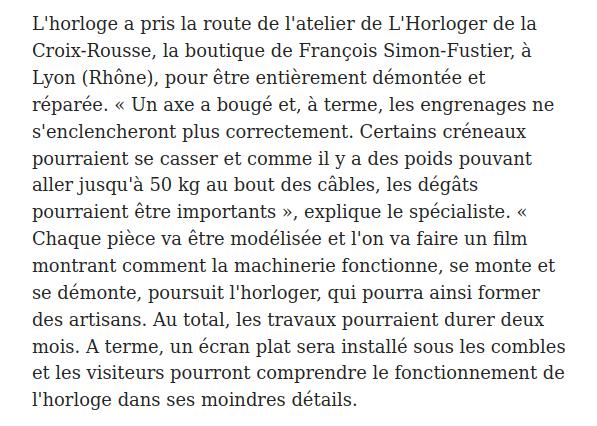 L'horloge a pris la route de l'atelier de L'Horloger de la
Croix-Rousse, la boutique de François Simon-Fustier, à
Lyon (Rhône), pour être entièrement démontée et
réparée. « Un axe a bougé et, à terme, les engrenages ne
s'enclencheront plus correctement. Certains créneaux
pourraient se casser et comme il y a des poids pouvant
aller jusqu'à 50 kg au bout des câbles, les dégâts
pourraient être importants », explique le spécialiste. «
Chaque pièce va être modélisée et l'on va faire un film
montrant comment la machinerie fonctionne, se monte et
se démonte, poursuit l'horloger, qui pourra ainsi former
des artisans. Au total, les travaux pourraient durer deux
mois. A terme, un écran plat sera installé sous les combles
et les visiteurs pourront comprendre le fonctionnement de
l'horloge dans ses moindres détails.